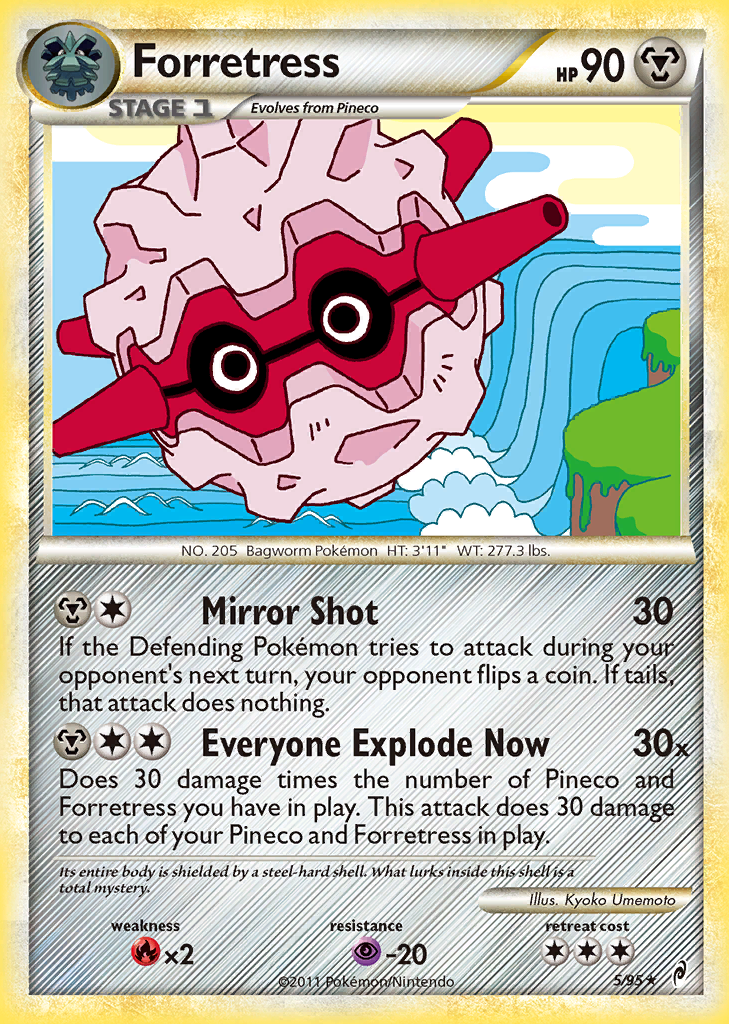 Forretress
HP 90
STAGE 1
Evolves from Pineco
NO. 205 Bagworm Pokémon HT: 3'11" WT: 277.3 lbs.
Mirror Shot 30
If the Defending Pokémon tries to attack during your
opponent's next turn, your opponent flips a coin. If tails,
that attack does nothing.
Everyone Explode Now 30x
Does 30 damage times the number of Pineco and
Forretress you have in play. This attack does 30 damage
to each of your Pineco and Forretress in play.
Its entire body is shielded by a steel-hard shell. What lurks inside this shell is a
total mystery.
Illus. Kyoko Umemoto
weakness resistance retreat cost
×2 -20
©2011 Pokémon/Nintendo 5/95★